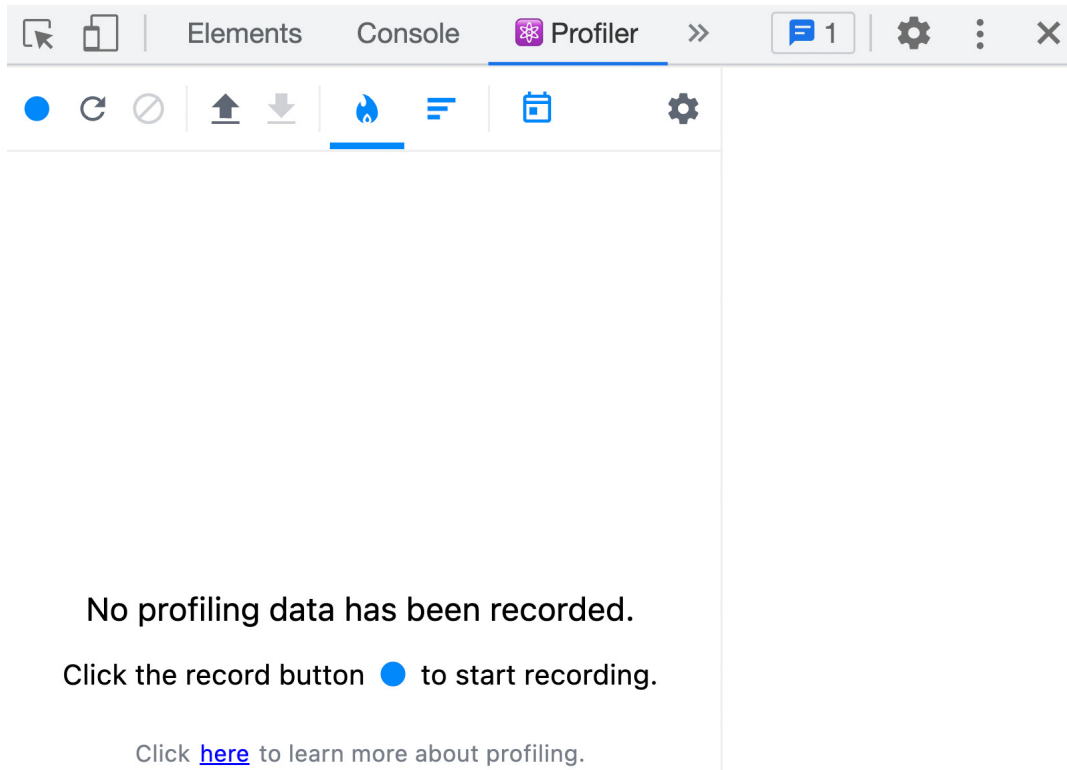 Elements Console Profiler 1
No profiling data has been recorded.
Click the record button to start recording.
Click here to learn more about profiling.